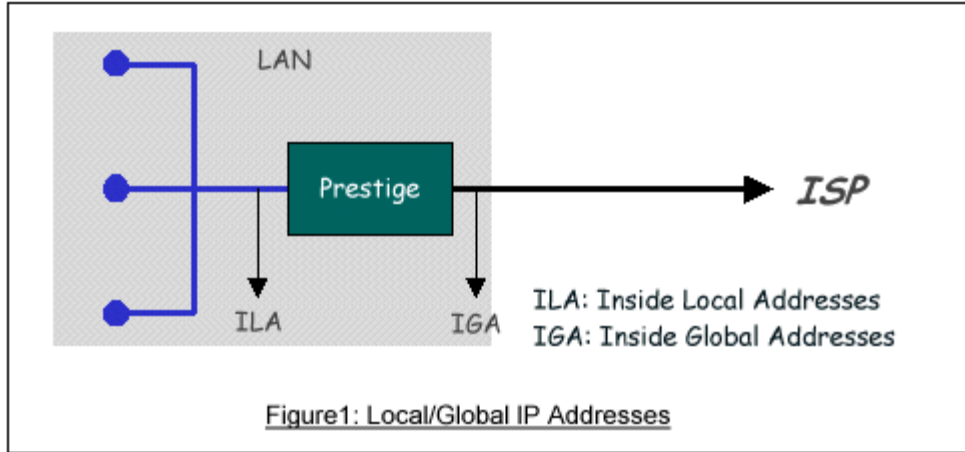 LAN
Prestige
ISP
ILA
IGA
ILA: Inside Local Addresses
IGA: Inside Global Addresses
Figure1: Local/Global IP Addresses